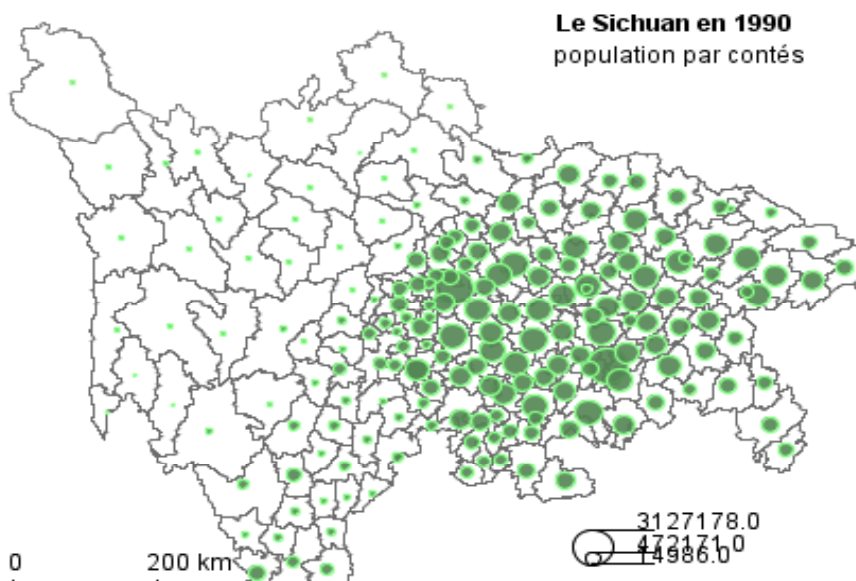 Le Sichuan en 1990
population par contés
3127178.0
472171.0
14986.0
0 200 km